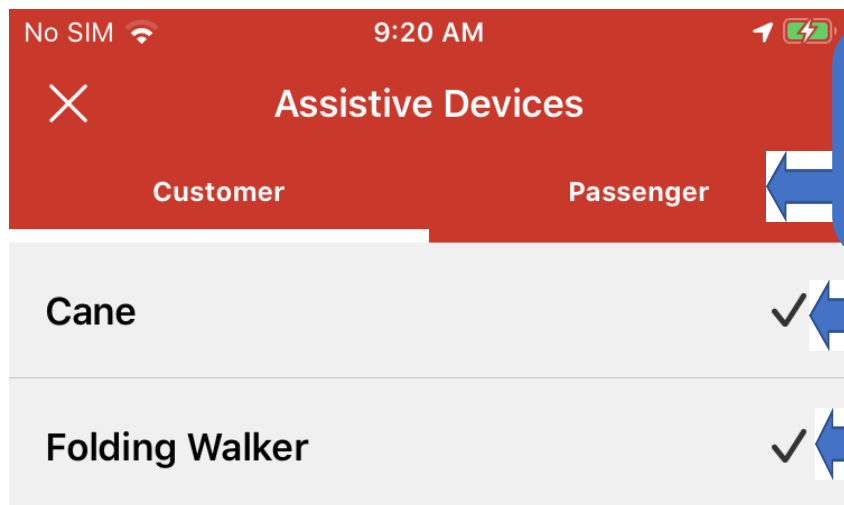 No SIM 9:20 AM
Assistive Devices
Customer Passenger
Cane
Folding Walker